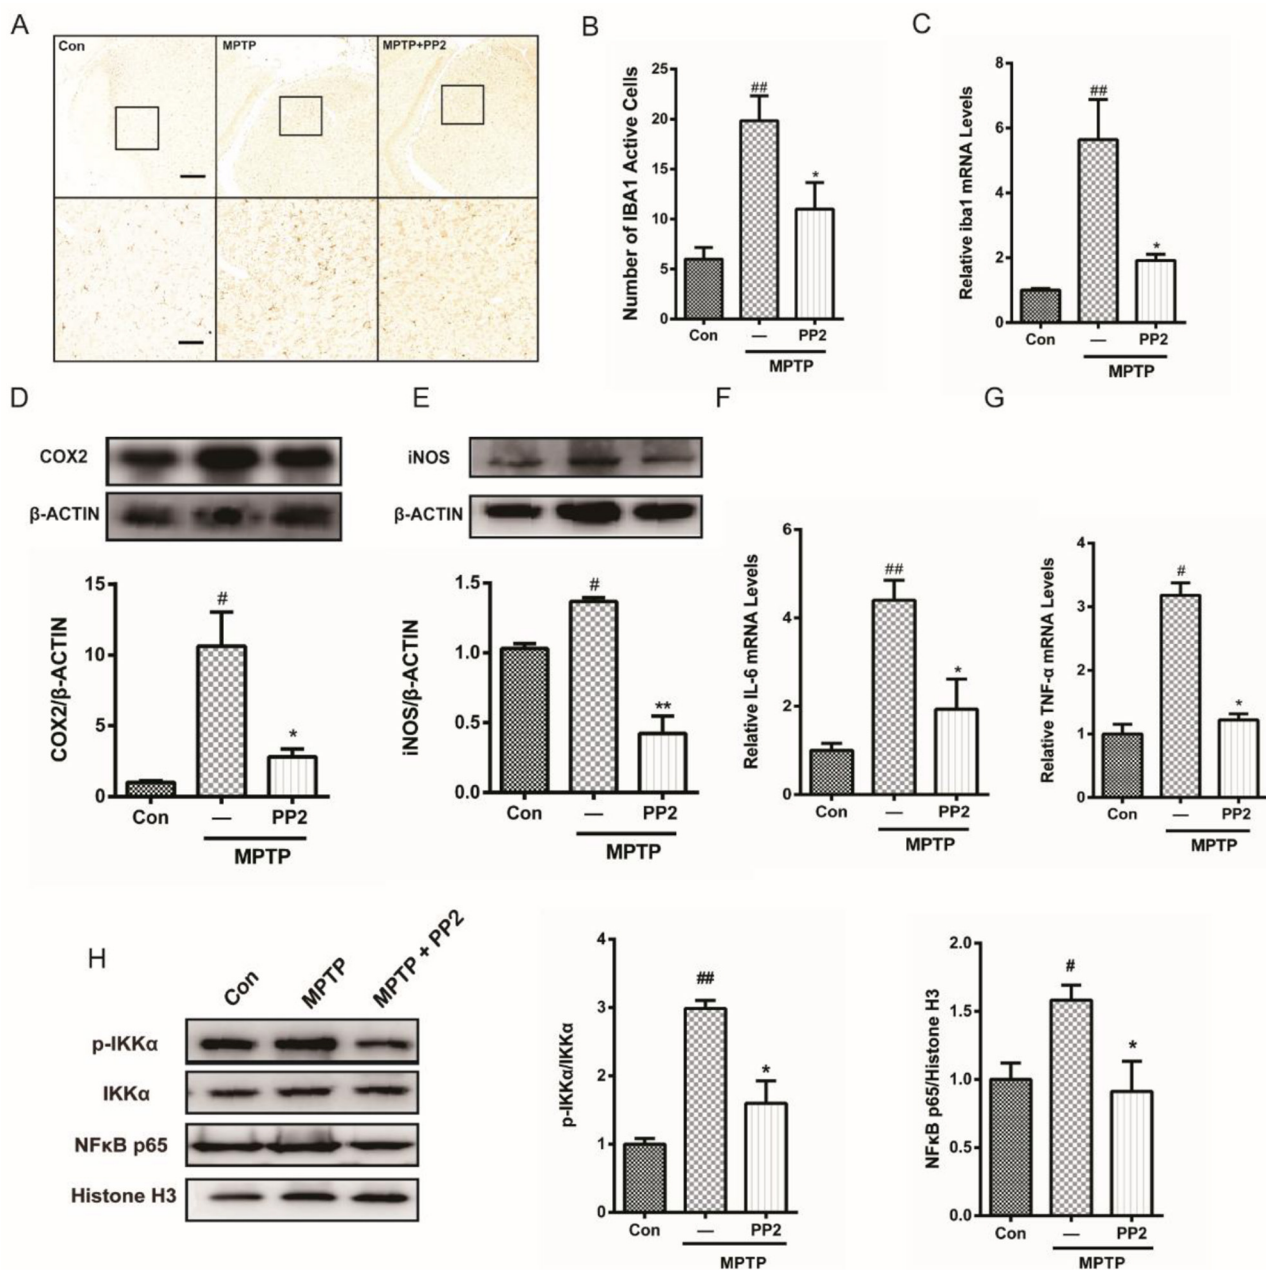 A
Con
MPTP
MPTP+PP2
B
Number of IBA1 Active Cells
25
20
15
10
5
0
##
*
Con
—
PP2
MPTP
C
Relative iba1 mRNA Levels
8
6
4
2
0
##
*
Con
—
PP2
MPTP
D
COX2
β-ACTIN
COX2/β-ACTIN
15
10
5
0
#
*
Con
—
PP2
MPTP
E
iNOS
β-ACTIN
iNOS/β-ACTIN
1.5
1.0
0.5
0.0
#
**
Con
—
PP2
MPTP
F
Relative IL-6 mRNA Levels
6
4
2
0
##
*
Con
—
PP2
MPTP
G
Relative TNF-α mRNA Levels
4
3
2
1
0
#
*
Con
—
PP2
MPTP
H
Con
MPTP
MPTP + PP2
p-IKKα
IKKα
NFκB p65
Histone H3
p-IKKα/IKKα
4
3
2
1
0
##
*
Con
—
PP2
MPTP
NFκB p65/Histone H3
2.0
1.5
1.0
0.5
0.0
#
*
Con
—
PP2
MPTP